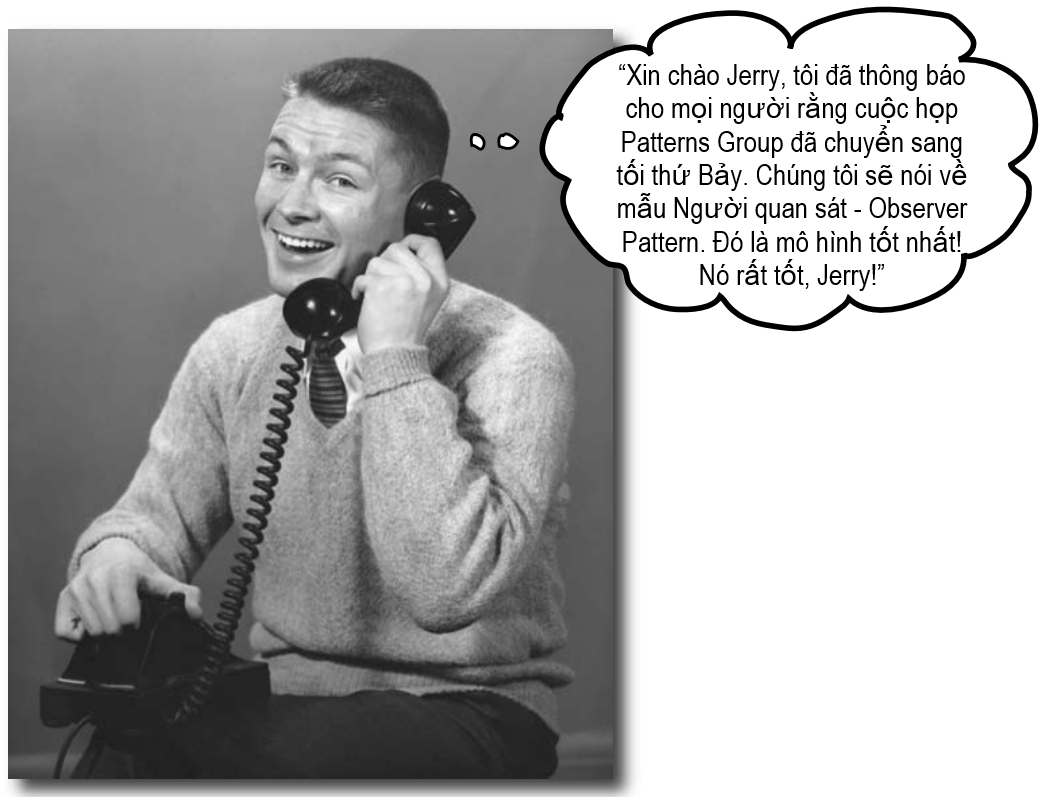 “Xin chào Jerry, tôi đã thông báo
cho mọi người rằng cuộc họp
Patterns Group đã chuyển sang
tối thứ Bảy. Chúng tôi sẽ nói về
mẫu Người quan sát - Observer
Pattern. Đó là mô hình tốt nhất!
Nó rất tốt, Jerry!”